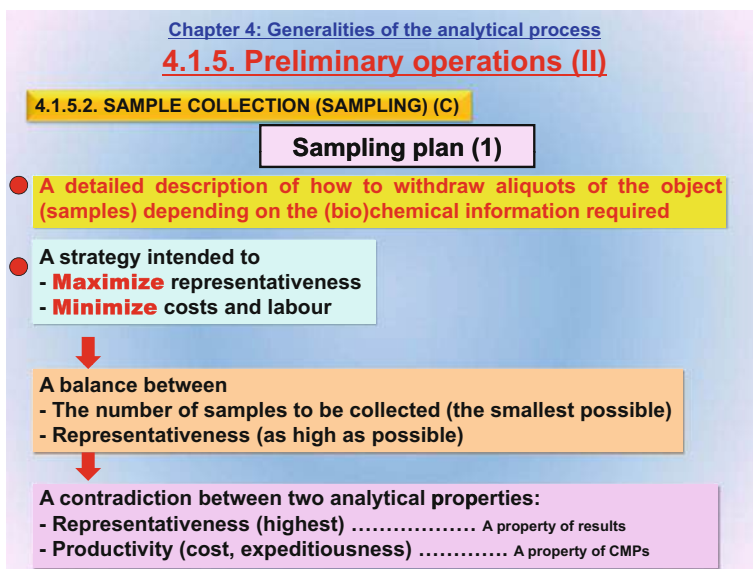 Chapter 4: Generalities of the analytical process
4.1.5. Preliminary operations (II)
4.1.5.2. SAMPLE COLLECTION (SAMPLING) (C)
Sampling plan (1)
A detailed description of how to withdraw aliquots of the object
(samples) depending on the (bio)chemical information required
A strategy intended to
- Maximize representativeness
- Minimize costs and labour
A balance between
- The number of samples to be collected (the smallest possible)
- Representativeness (as high as possible)
A contradiction between two analytical properties:
- Representativeness (highest) ……………… A property of results
- Productivity (cost, expeditiousness) …………. A property of CMPs